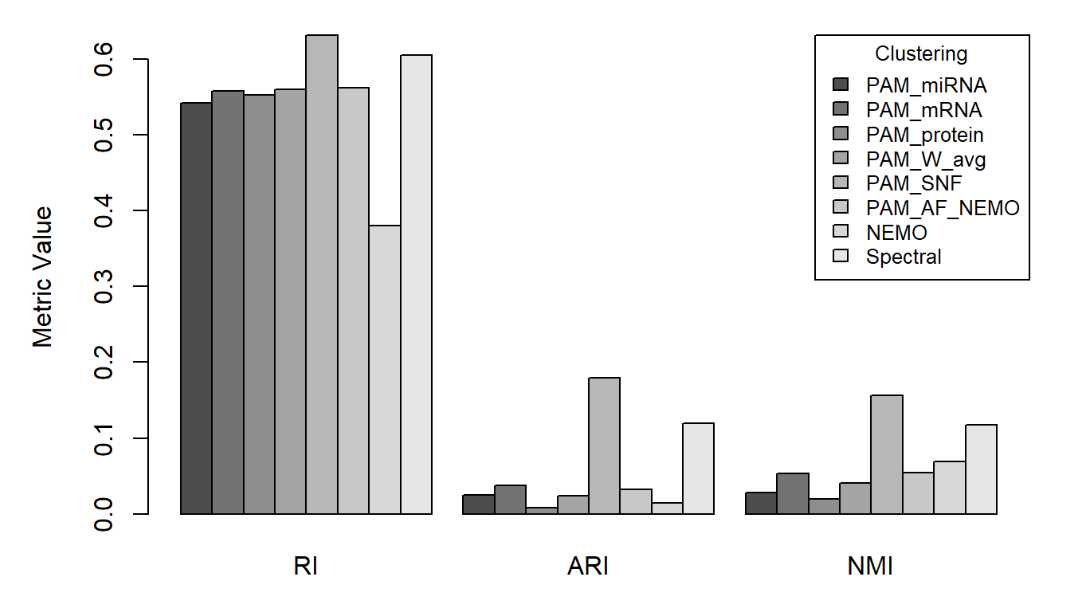 Metric Value
0.6
0.5
0.4
0.3
0.2
0.1
0.0
RI
ARI
NMI
Clustering
PAM_miRNA
PAM_mRNA
PAM_protein
PAM_W_avg
PAM_SNF
PAM_AF_NEMO
NEMO
Spectral